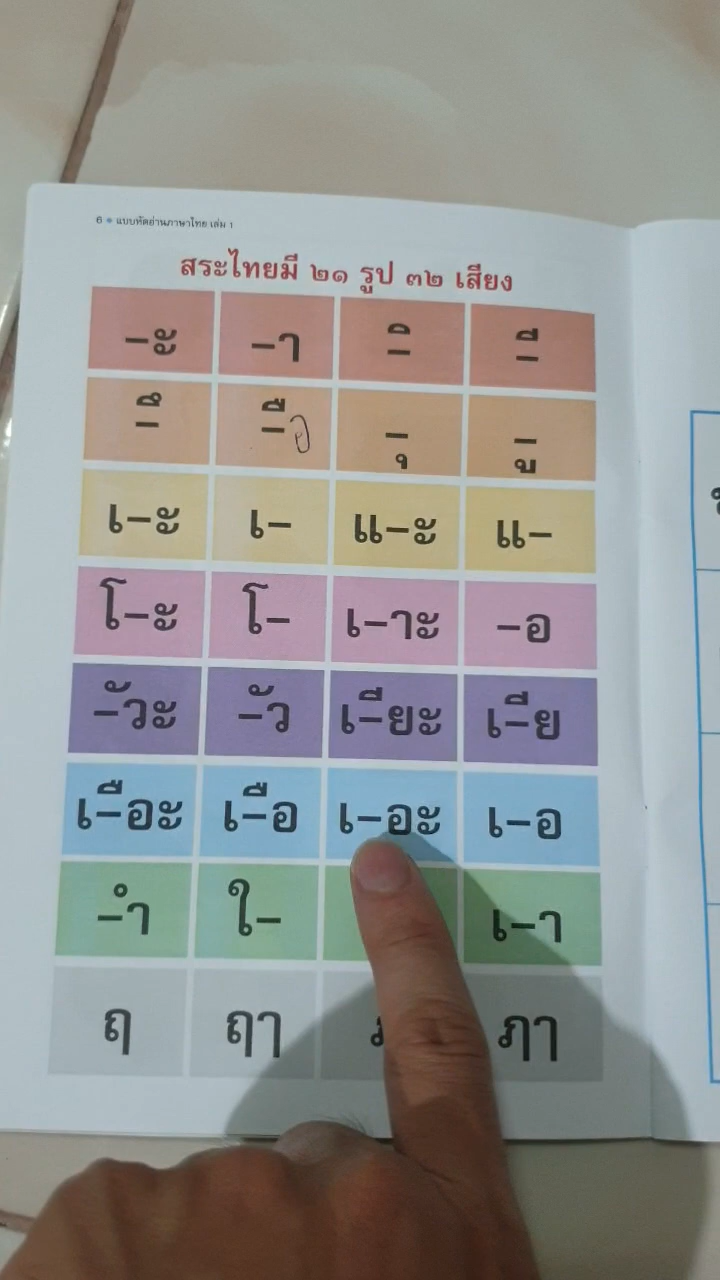 6 • แบบหัดอ่านภาษาไทย เล่ม 1
สระไทยมี ๒๑ รูป ๓๒ เสียง
–ะ –า –ิ –ี
–ึ –ือ –ุ –ู
เ–ะ เ– แ–ะ แ–
โ–ะ โ– เ–าะ –อ
–ัวะ –ัว เ–ียะ เ–ีย
เ–ือะ เ–ือ เ–อะ เ–อ
–ำ ใ– เ–า
ฤ ฤๅ ฦๅ